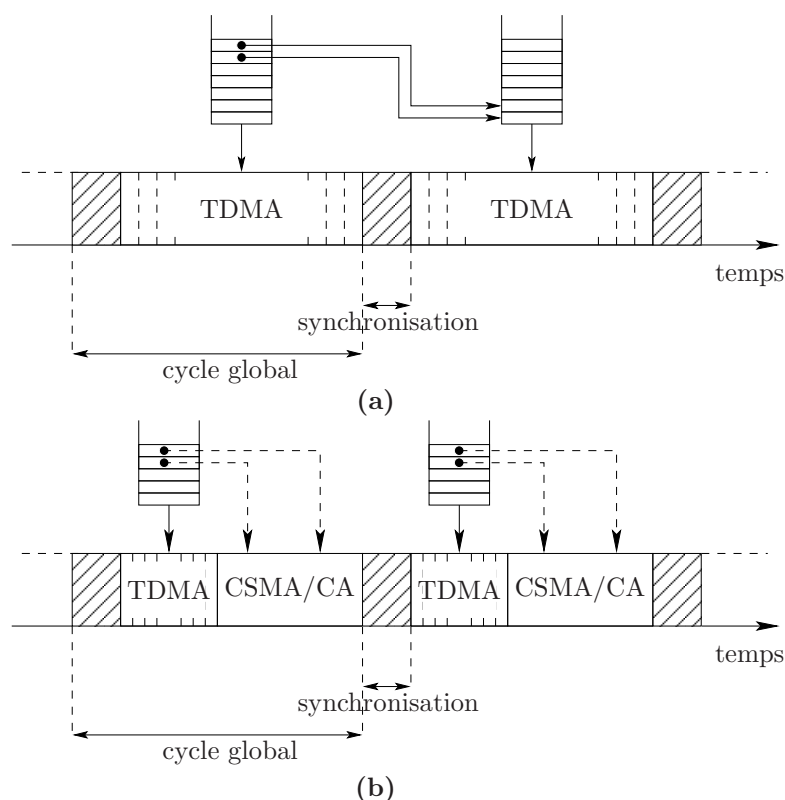 TDMA TDMA
temps
synchronisation
cycle global
(a)
TDMA CSMA/CA TDMA CSMA/CA
temps
synchronisation
cycle global
(b)